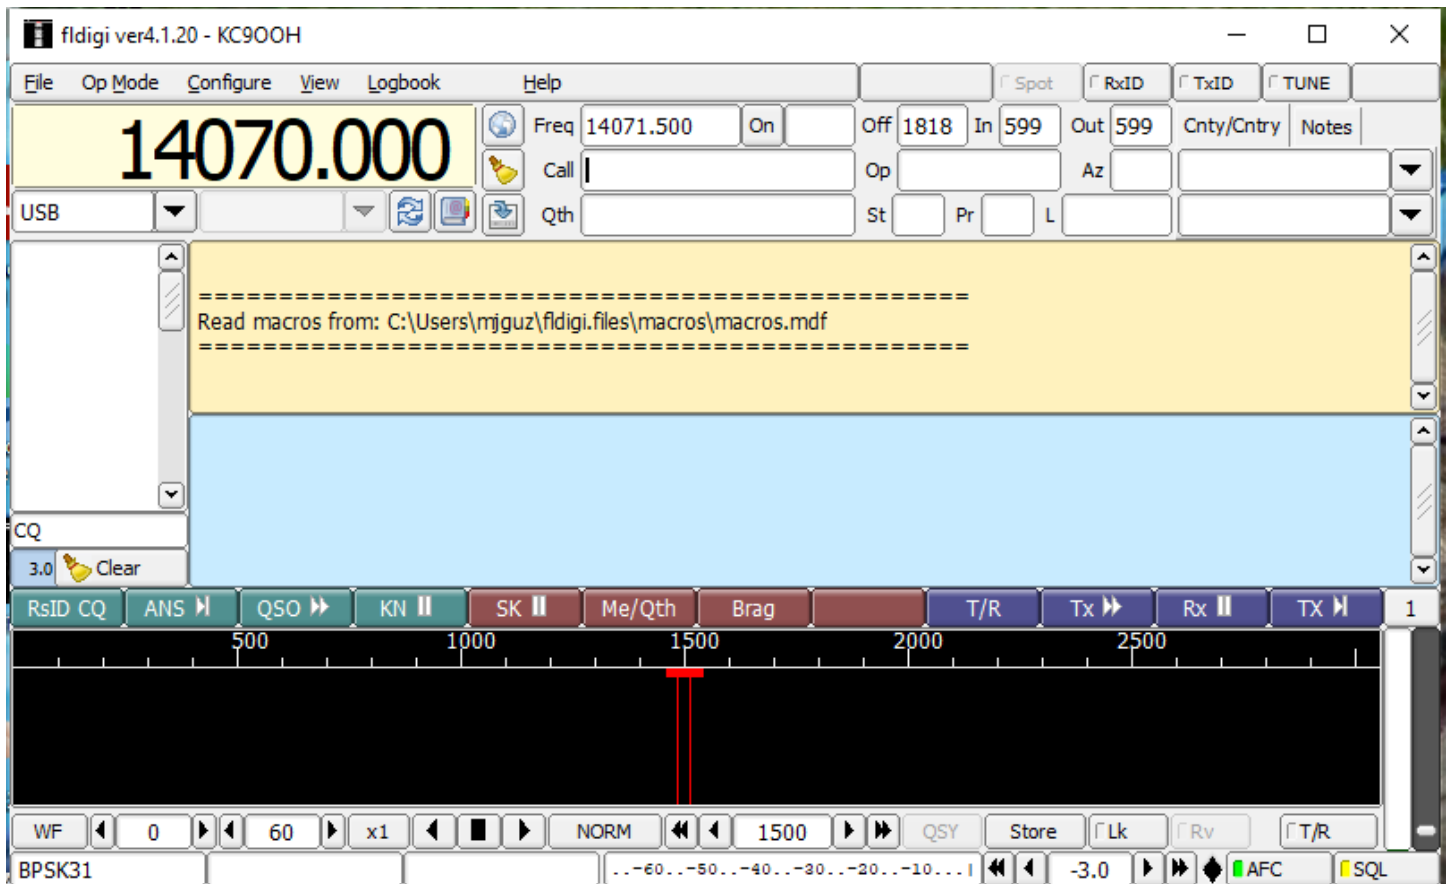 fldigi ver4.1.20 - KC9OOH
File Op Mode Configure View Logbook Help Spot RxID TxID TUNE
14070.000 Freq 14071.500 On Off 1818 In 599 Out 599 Cnty/Cntry Notes
Call Op Az
USB Qth St Pr L
==================================================
Read macros from: C:\Users\mjguz\fldigi.files\macros\macros.mdf
==================================================
CQ
3.0 Clear
RsID CQ ANS QSO KN SK Me/Qth Brag T/R Tx Rx TX 1
500 1000 1500 2000 2500
WF 0 60 x1 NORM 1500 QSY Store Lk Rv T/R
BPSK31 ..-60..-50..-40..-30..-20..-10...| -3.0 AFC SQL